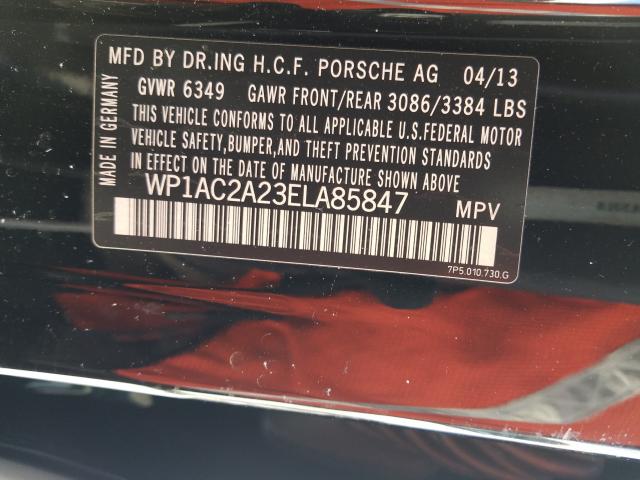 MFD BY DR.ING H.C.F. PORSCHE AG 04/13
GVWR 6349 GAWR FRONT/REAR 3086/3384 LBS
THIS VEHICLE CONFORMS TO ALL APPLICABLE U.S.FEDERAL MOTOR
VEHICLE SAFETY,BUMPER,AND THEFT PREVENTION STANDARDS
IN EFFECT ON THE DATE OF MANUFACTURE SHOWN ABOVE.
MADE IN GERMANY
WP1AC2A23ELA85847 MPV
7P5.010.730.G